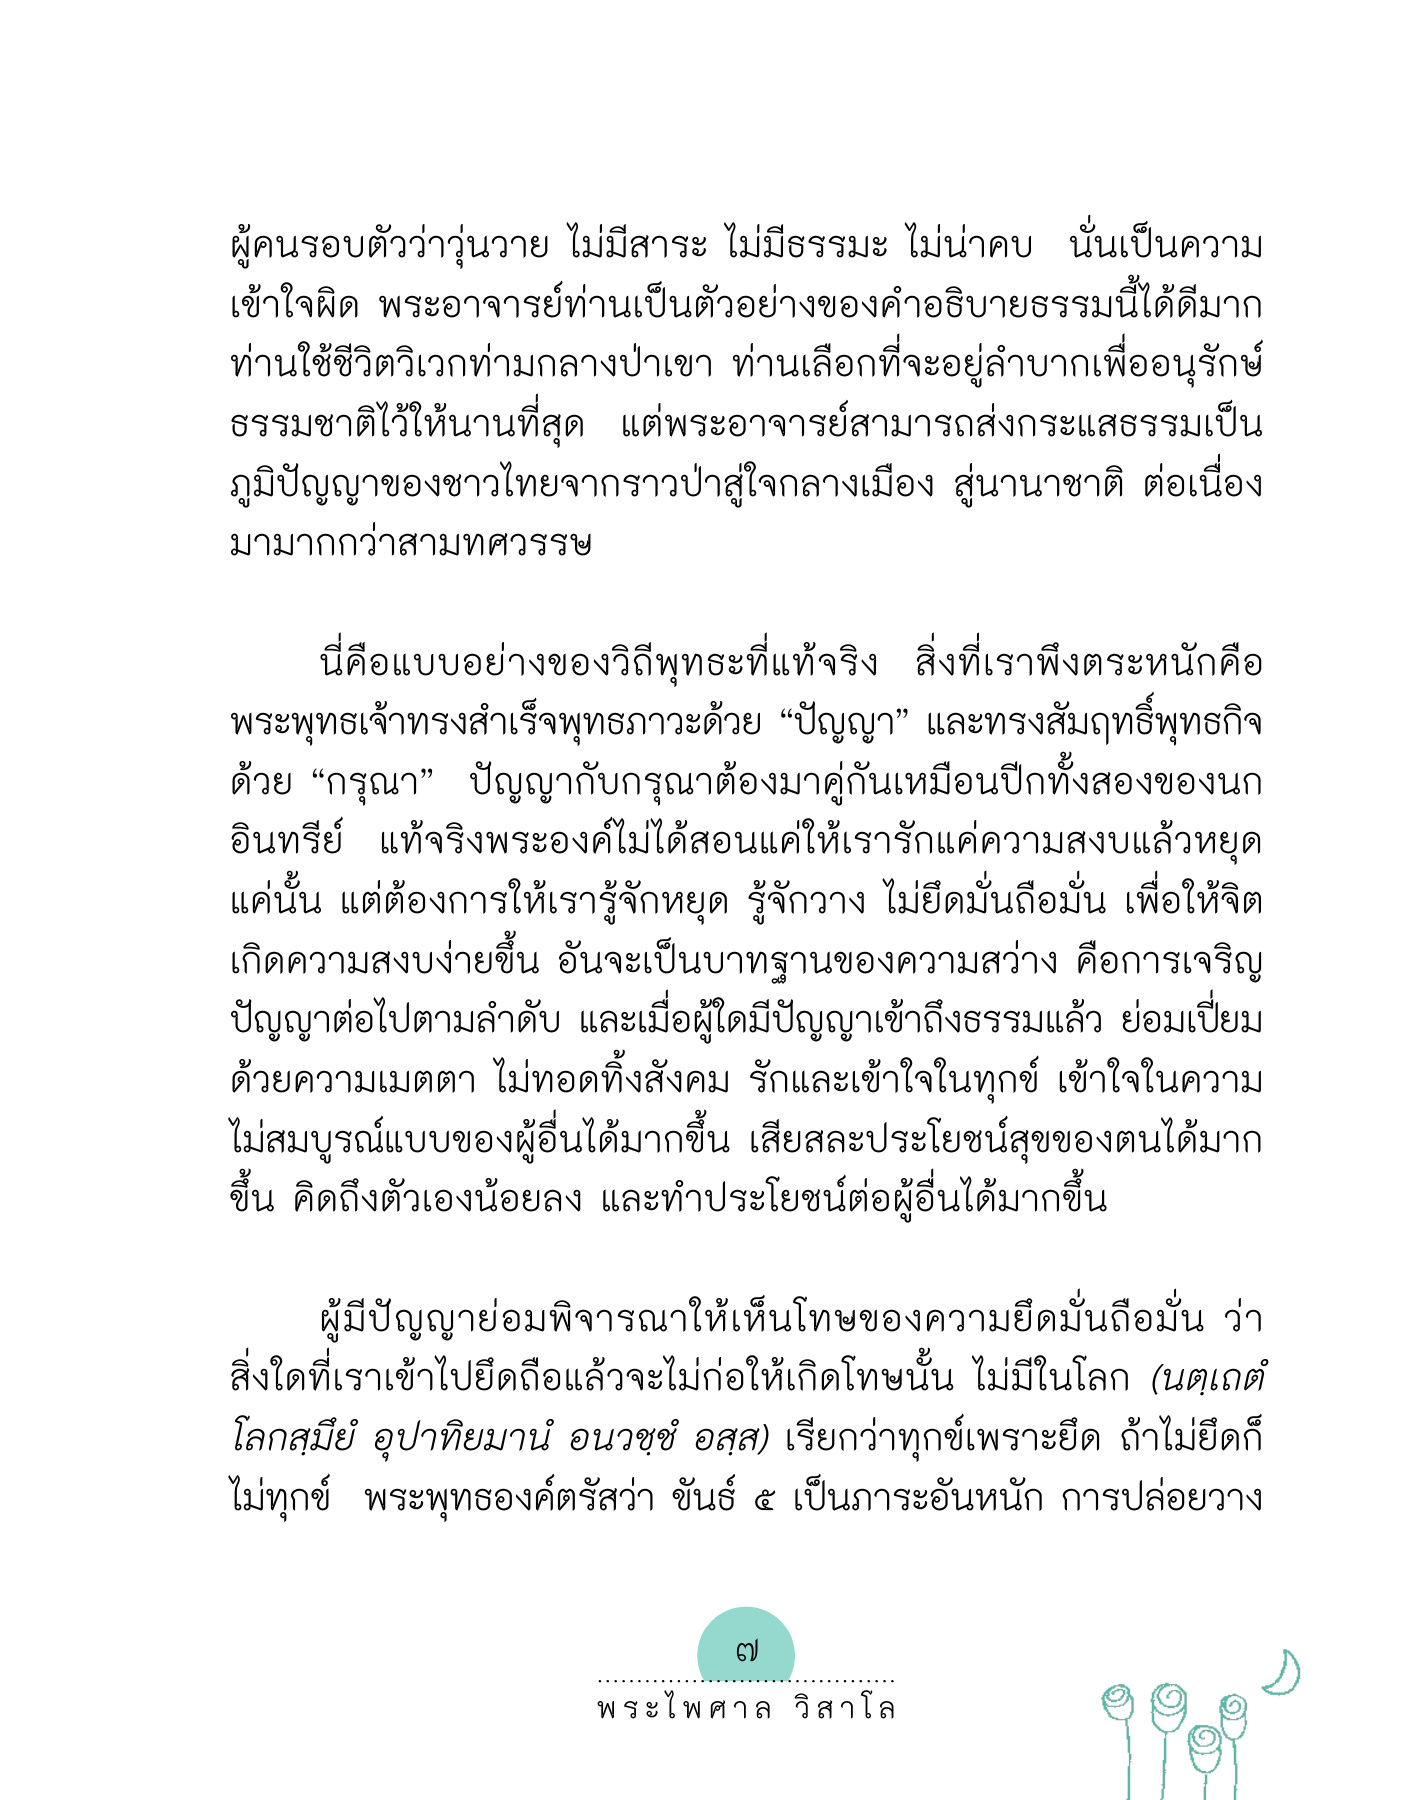 ผู้คนรอบตัวว่าวุ่นวาย ไม่มีสาระ ไม่มีธรรมะ ไม่น่าคบ นั่นเป็นความ
เข้าใจผิด พระอาจารย์ท่านเป็นตัวอย่างของคำอธิบายธรรมนี้ได้ดีมาก
ท่านใช้ชีวิตวิเวกท่ามกลางป่าเขา ท่านเลือกที่จะอยู่ลำบากเพื่ออนุรักษ์
ธรรมชาติไว้ให้นานที่สุด แต่พระอาจารย์สามารถส่งกระแสธรรมเป็น
ภูมิปัญญาของชาวไทยจากราวป่าสู่ใจกลางเมือง สู่นานาชาติ ต่อเนื่อง
มามากกว่าสามทศวรรษ
นี่คือแบบอย่างของวิถีพุทธะที่แท้จริง สิ่งที่เราพึงตระหนักคือ
พระพุทธเจ้าทรงสำเร็จพุทธภาวะด้วย “ปัญญา” และทรงสัมฤทธิ์พุทธกิจ
ด้วย “กรุณา” ปัญญากับกรุณาต้องมาคู่กันเหมือนปีกทั้งสองของนก
อินทรีย์ แท้จริงพระองค์ไม่ได้สอนแค่ให้เรารักแค่ความสงบแล้วหยุด
แค่นั้น แต่ต้องการให้เรารู้จักหยุด รู้จักวาง ไม่ยึดมั่นถือมั่น เพื่อให้จิต
เกิดความสงบง่ายขึ้น อันจะเป็นบาทฐานของความสว่าง คือการเจริญ
ปัญญาต่อไปตามลำดับ และเมื่อผู้ใดมีปัญญาเข้าถึงธรรมแล้ว ย่อมเปี่ยม
ด้วยความเมตตา ไม่ทอดทิ้งสังคม รักและเข้าใจในทุกข์ เข้าใจในความ
ไม่สมบูรณ์แบบของผู้อื่นได้มากขึ้น เสียสละประโยชน์สุขของตนได้มาก
ขึ้น คิดถึงตัวเองน้อยลง และทำประโยชน์ต่อผู้อื่นได้มากขึ้น
ผู้มีปัญญาย่อมพิจารณาให้เห็นโทษของความยึดมั่นถือมั่น ว่า
สิ่งใดที่เราเข้าไปยึดถือแล้วจะไม่ก่อให้เกิดโทษนั้น ไม่มีในโลก (นตฺเถตํ
โลกสฺมึยํ อุปาทิยมานํ อนวชฺชํ อสฺส) เรียกว่าทุกข์เพราะยึด ถ้าไม่ยึดก็
ไม่ทุกข์ พระพุทธองค์ตรัสว่า ขันธ์ ๕ เป็นภาระอันหนัก การปล่อยวาง
๗
พระไพศาล วิสาโล